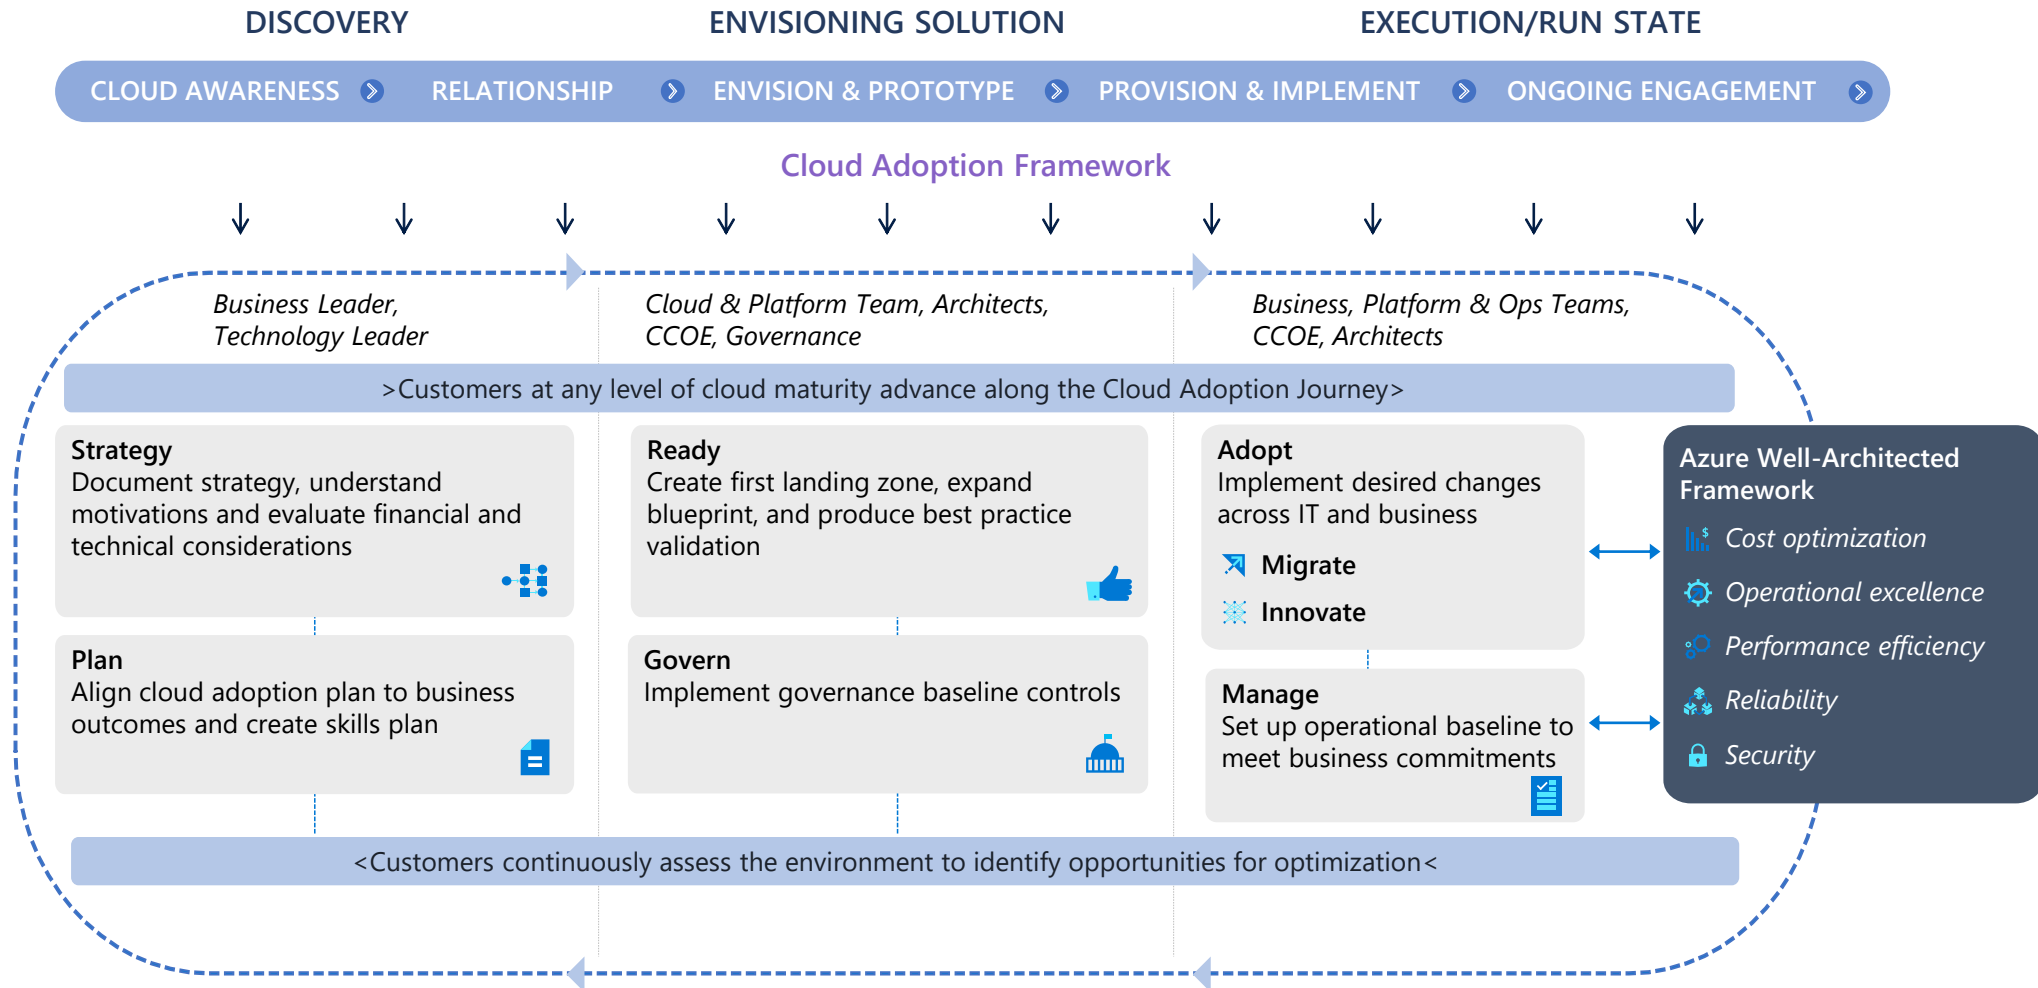 DISCOVERY
ENVISIONING SOLUTION
EXECUTION/RUN STATE
CLOUD AWARENESS
RELATIONSHIP
ENVISION & PROTOTYPE
PROVISION & IMPLEMENT
ONGOING ENGAGEMENT
Cloud Adoption Framework
Business Leader,
Technology Leader
Cloud & Platform Team, Architects,
CCOE, Governance
Business, Platform & Ops Teams,
CCOE, Architects
>Customers at any level of cloud maturity advance along the Cloud Adoption Journey>
Strategy
Document strategy, understand
motivations and evaluate financial and
technical considerations
Plan
Align cloud adoption plan to business
outcomes and create skills plan
Ready
Create first landing zone, expand
blueprint, and produce best practice
validation
Govern
Implement governance baseline controls
Adopt
Implement desired changes
across IT and business
Migrate
Innovate
Manage
Set up operational baseline to
meet business commitments
Azure Well-Architected
Framework
Cost optimization
Operational excellence
Performance efficiency
Reliability
Security
<Customers continuously assess the environment to identify opportunities for optimization<